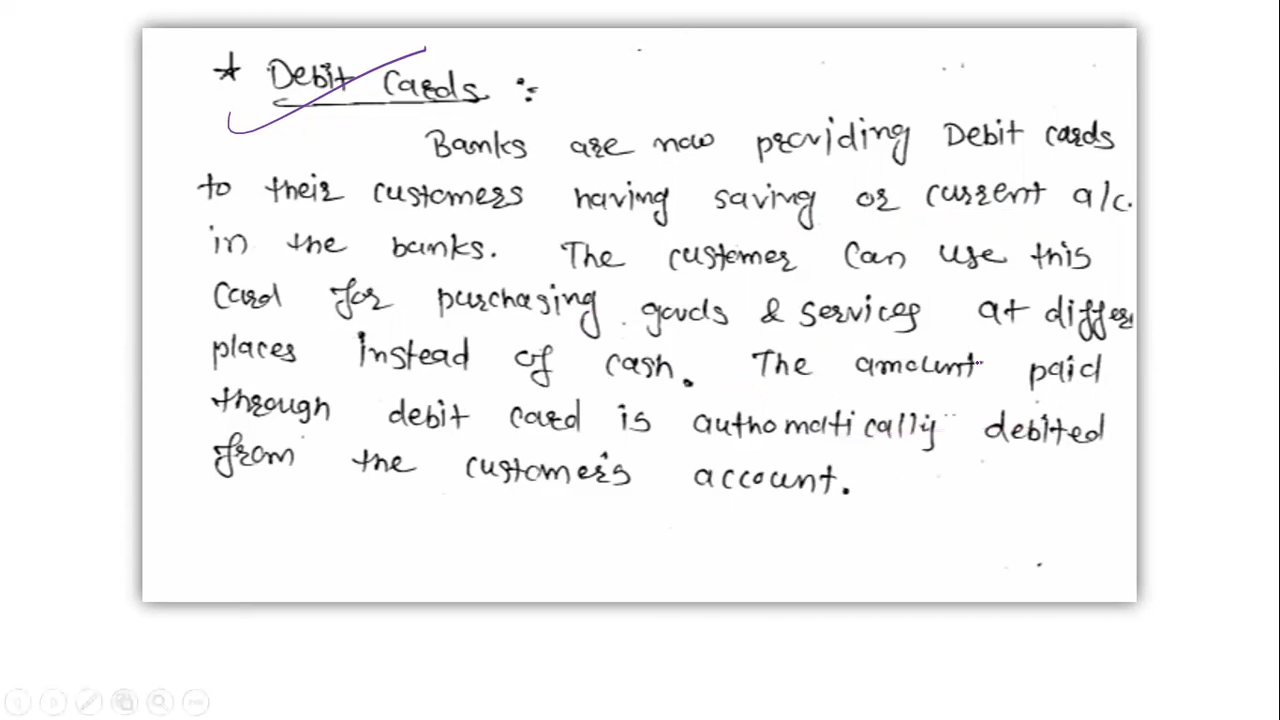 * Debit Cards :-
Banks are now providing Debit cards
to their customers having saving or current a/c.
in the banks. The customer can use this
Card for purchasing goods & services at differe
places instead of cash. The amount paid
through debit card is authomatically debited
from the customer's account.